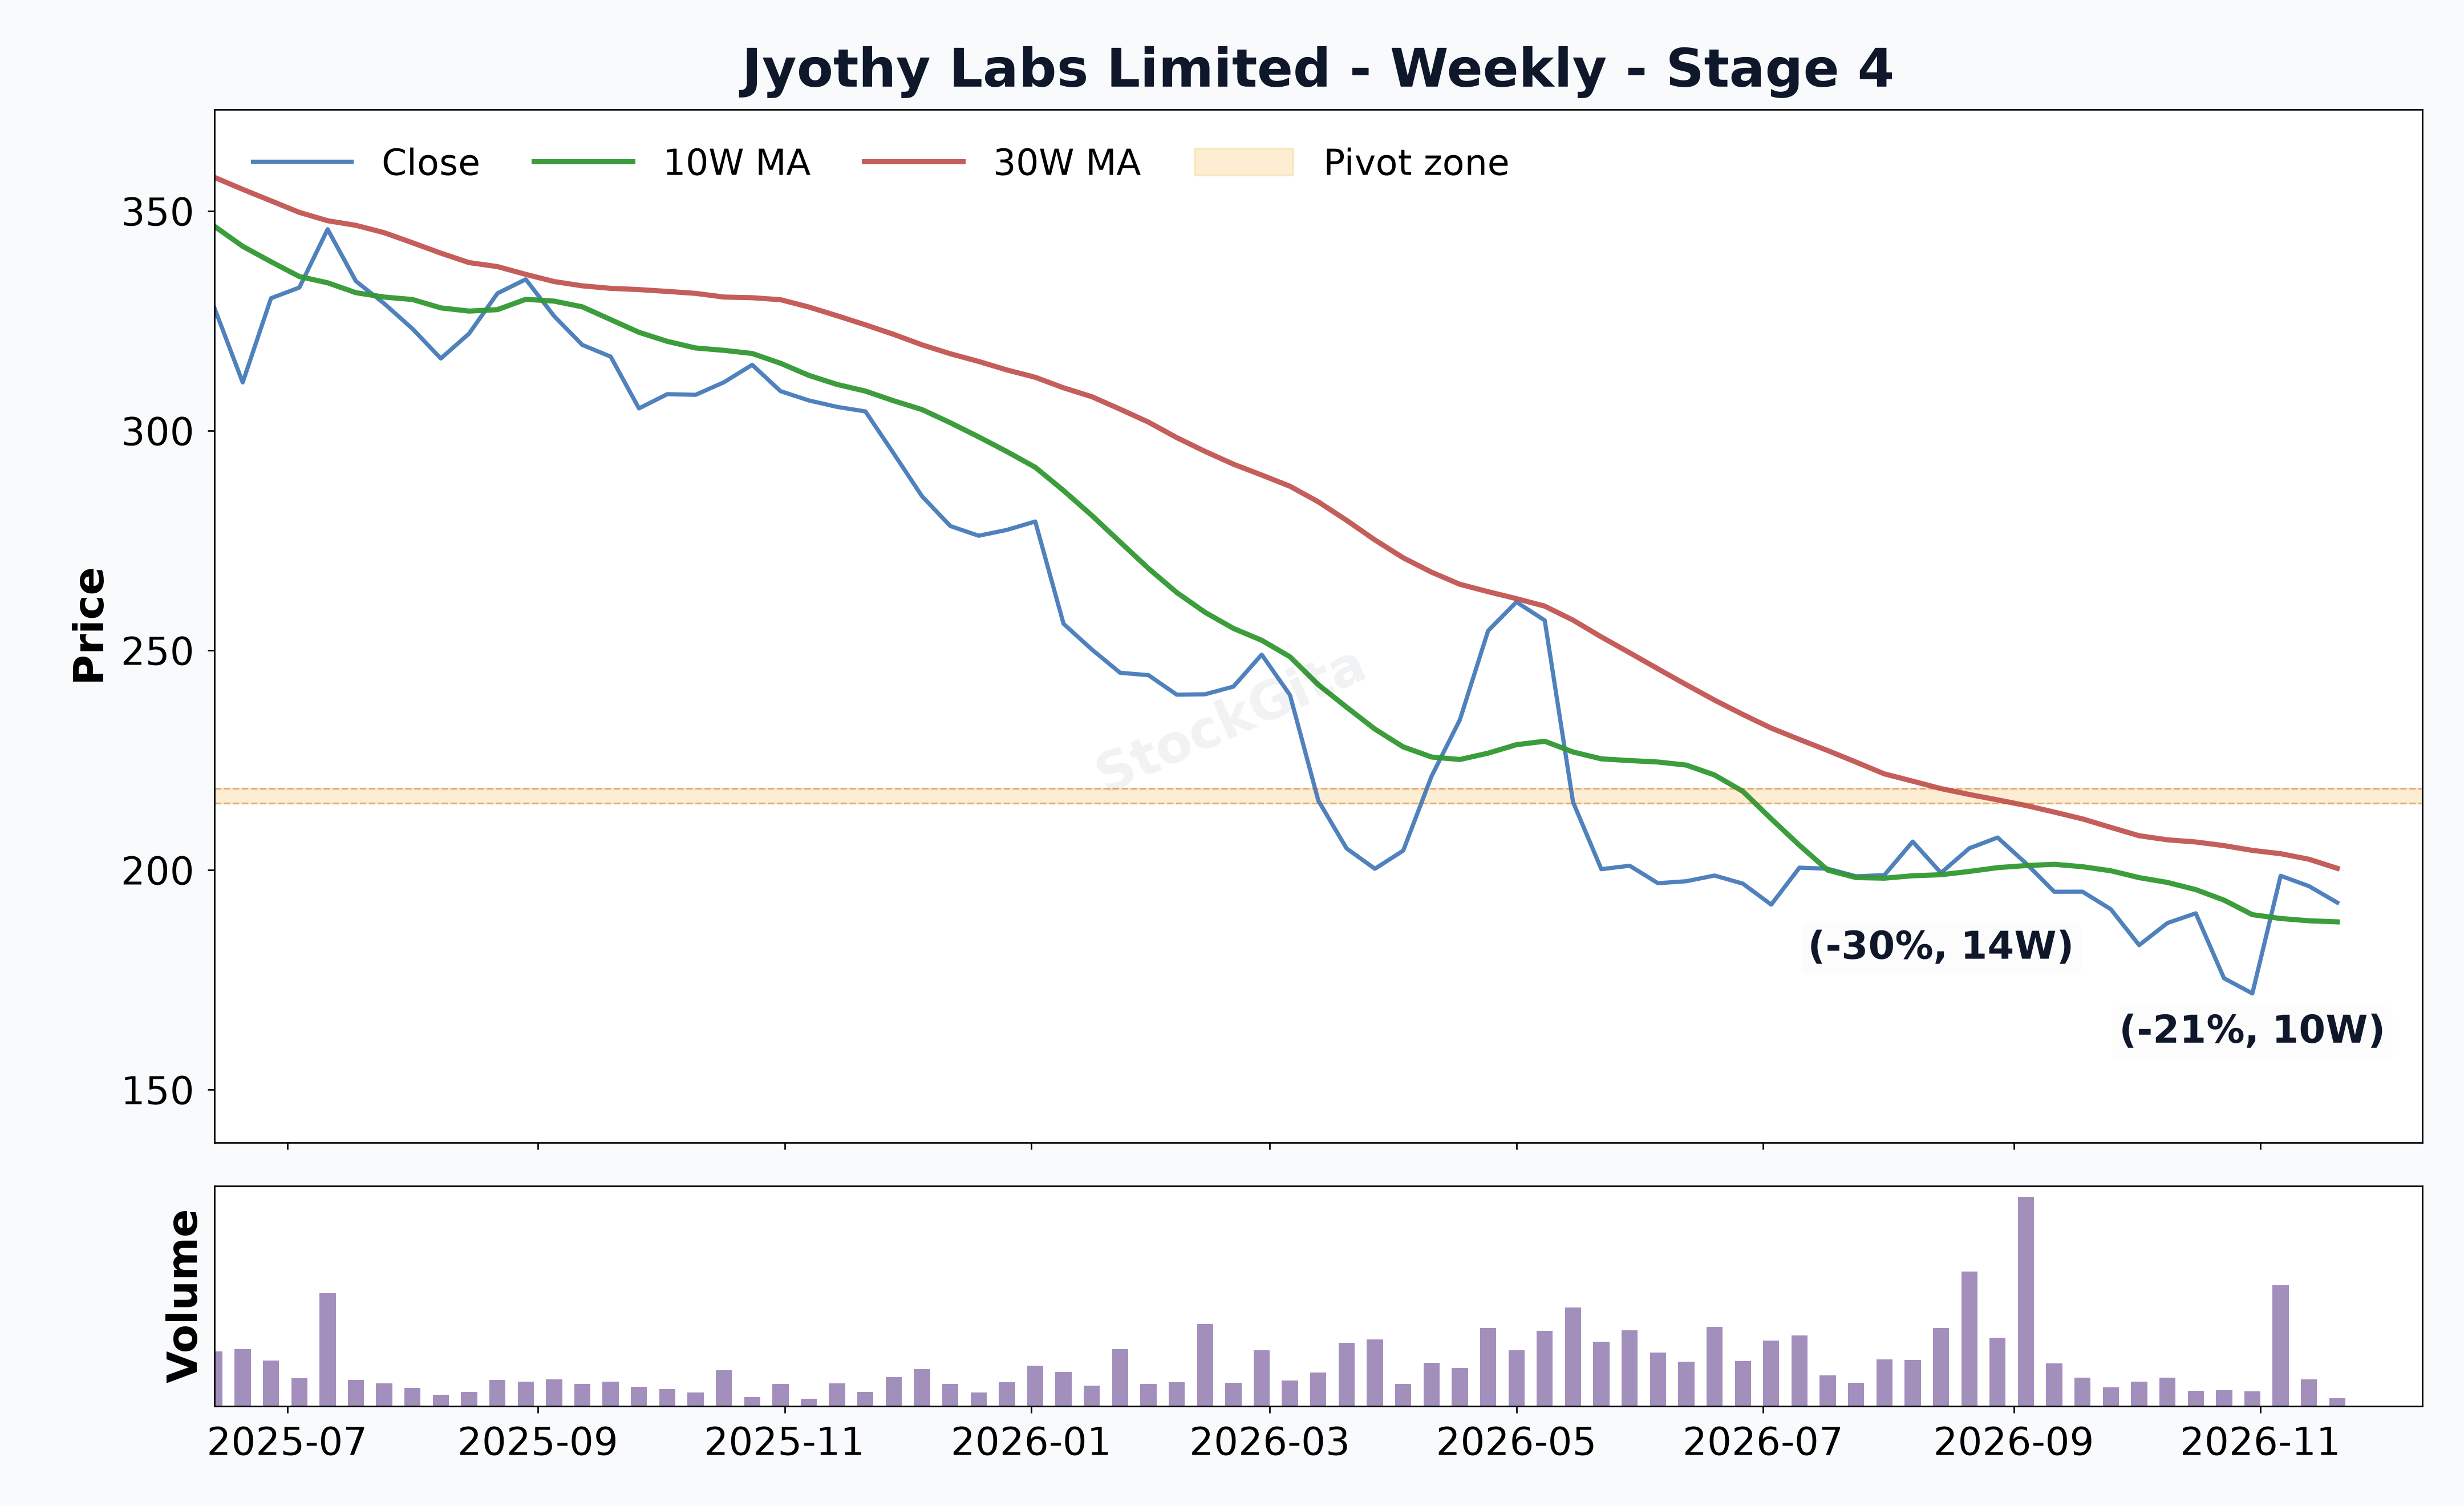 Jyothy Labs Limited - Weekly - Stage 4
Close 10W MA 30W MA Pivot zone
Price
350
300
250
200
150
StockGita
(-30%, 14W)
(-21%, 10W)
Volume
2025-07 2025-09 2025-11 2026-01 2026-03 2026-05 2026-07 2026-09 2026-11